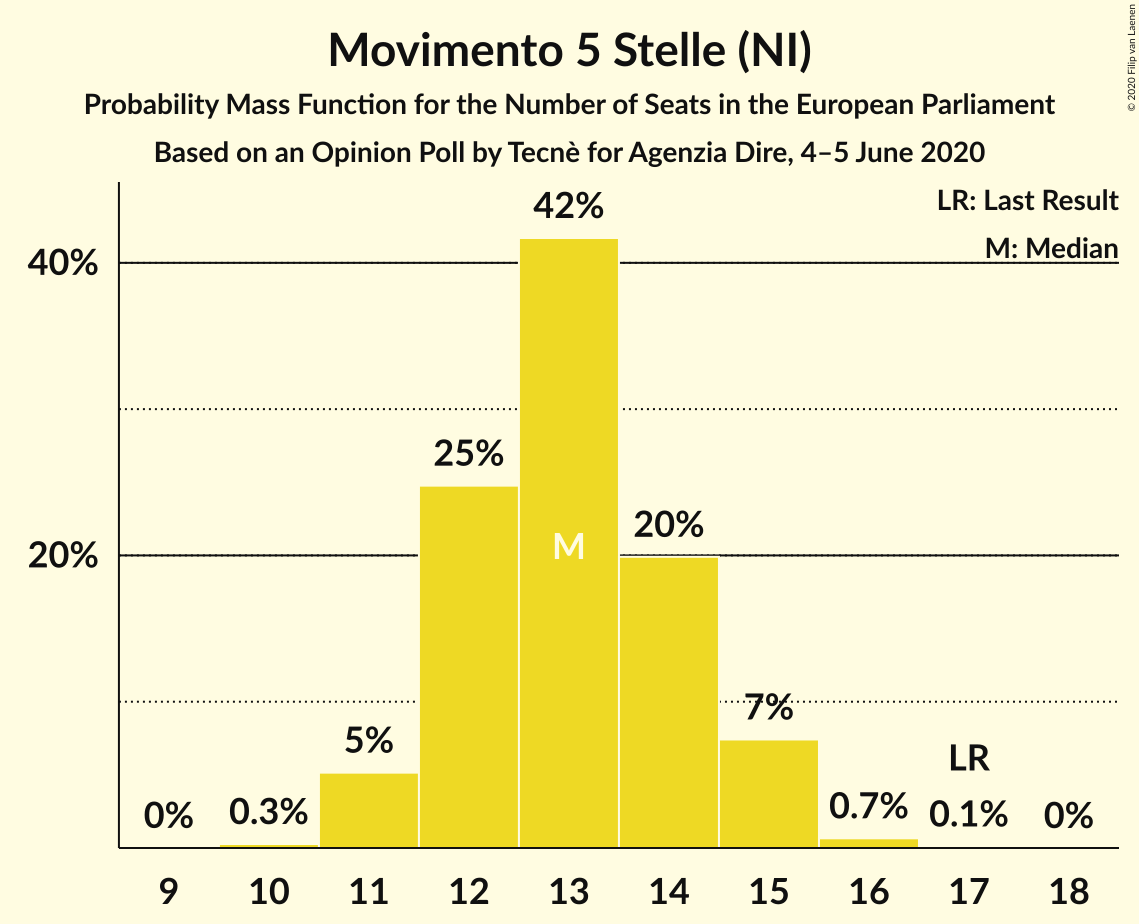 Movimento 5 Stelle (NI)
Probability Mass Function for the Number of Seats in the European Parliament
Based on an Opinion Poll by Tecnè for Agenzia Dire, 4–5 June 2020
© 2020 Filip van Laenen
LR: Last Result
M: Median
42%
40%
25%
20%
M
20%
7%
5%
LR
0%
0.3%
0.7%
0.1%
0%
9 10 11 12 13 14 15 16 17 18